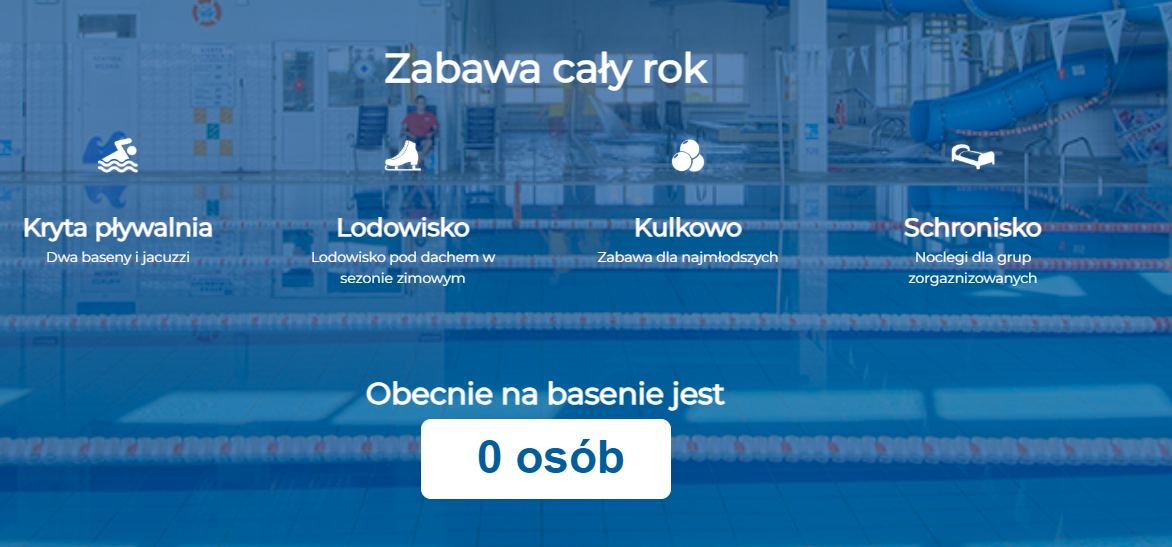 Zabawa cały rok
Kryta pływalnia
Dwa baseny i jacuzzi
Lodowisko
Lodowisko pod dachem w
sezonie zimowym
Kulkowo
Zabawa dla najmłodszych
Schronisko
Noclegi dla grup
zorgaznizowanych
Obecnie na basenie jest
0 osób